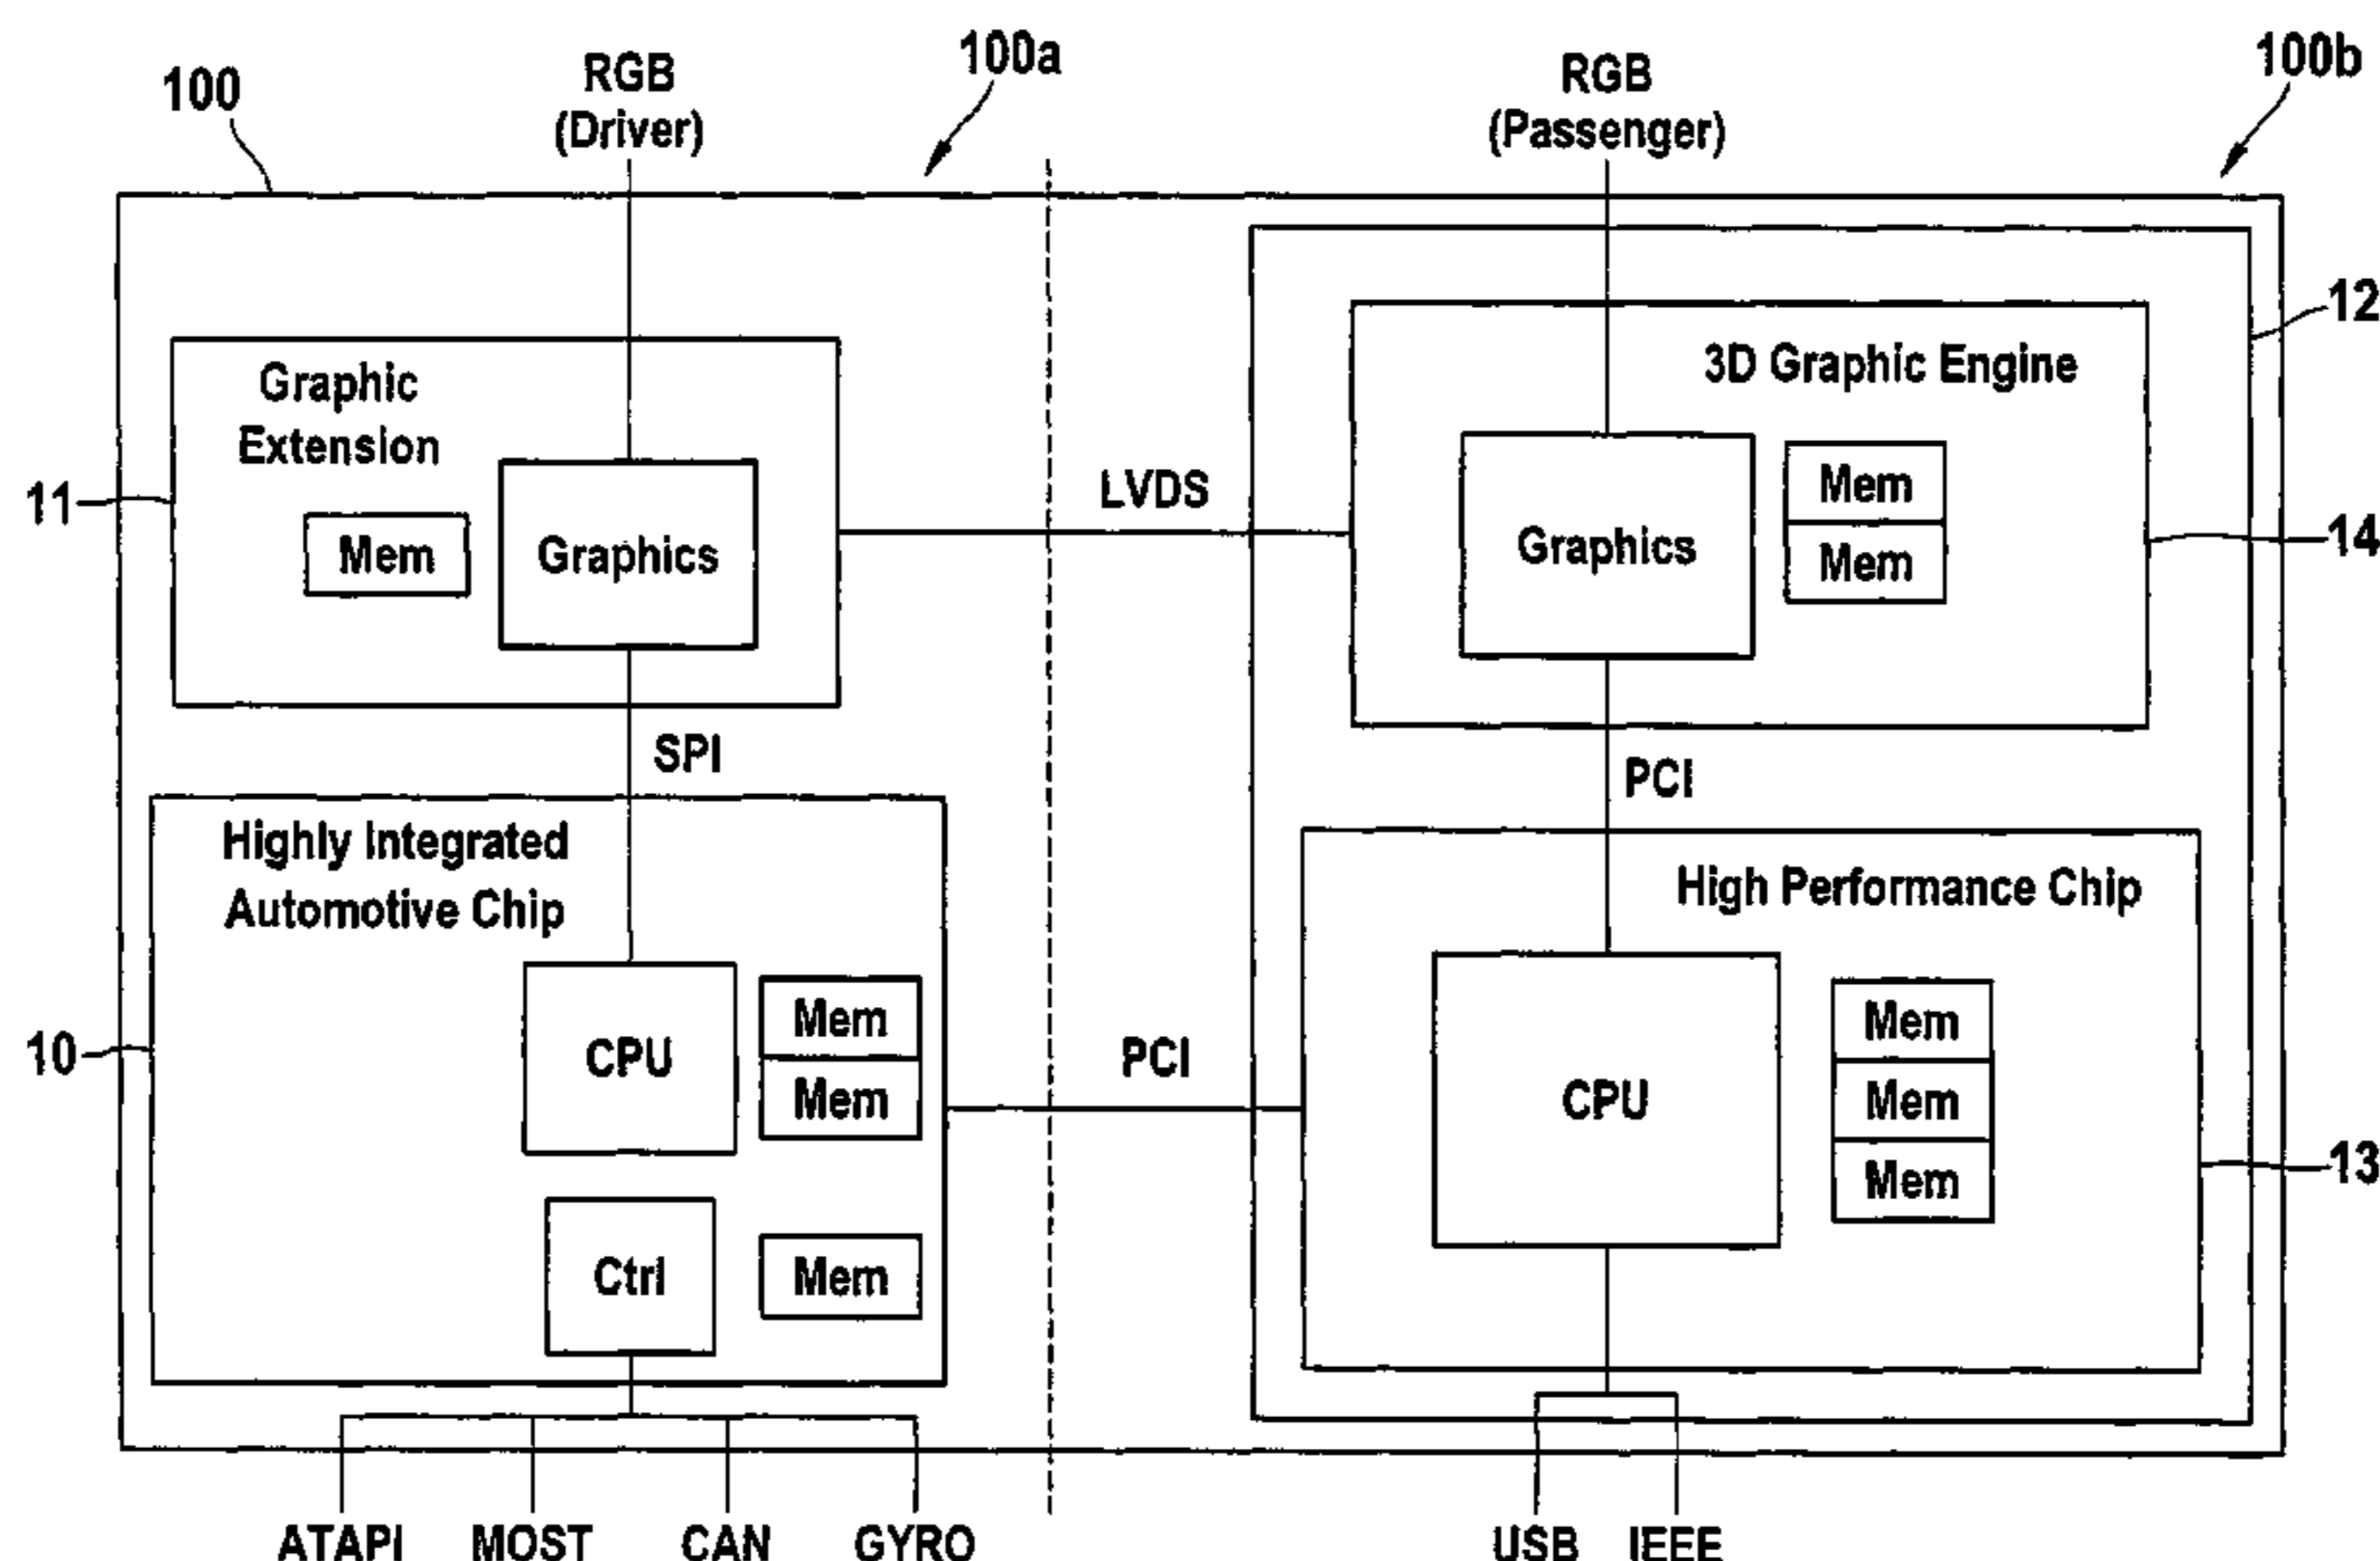 100
RGB
(Driver)
100a
RGB
(Passenger)
100b
12
Graphic
Extension
3D Graphic Engine
11
Mem
Graphics
LVDS
Graphics
Mem
Mem
14
SPI
PCI
Highly Integrated
Automotive Chip
High Performance Chip
10
CPU
Mem
Mem
PCI
CPU
Mem
Mem
Mem
13
Ctrl
Mem
ATAPI
MOST
CAN
GYRO
USB
IEEE